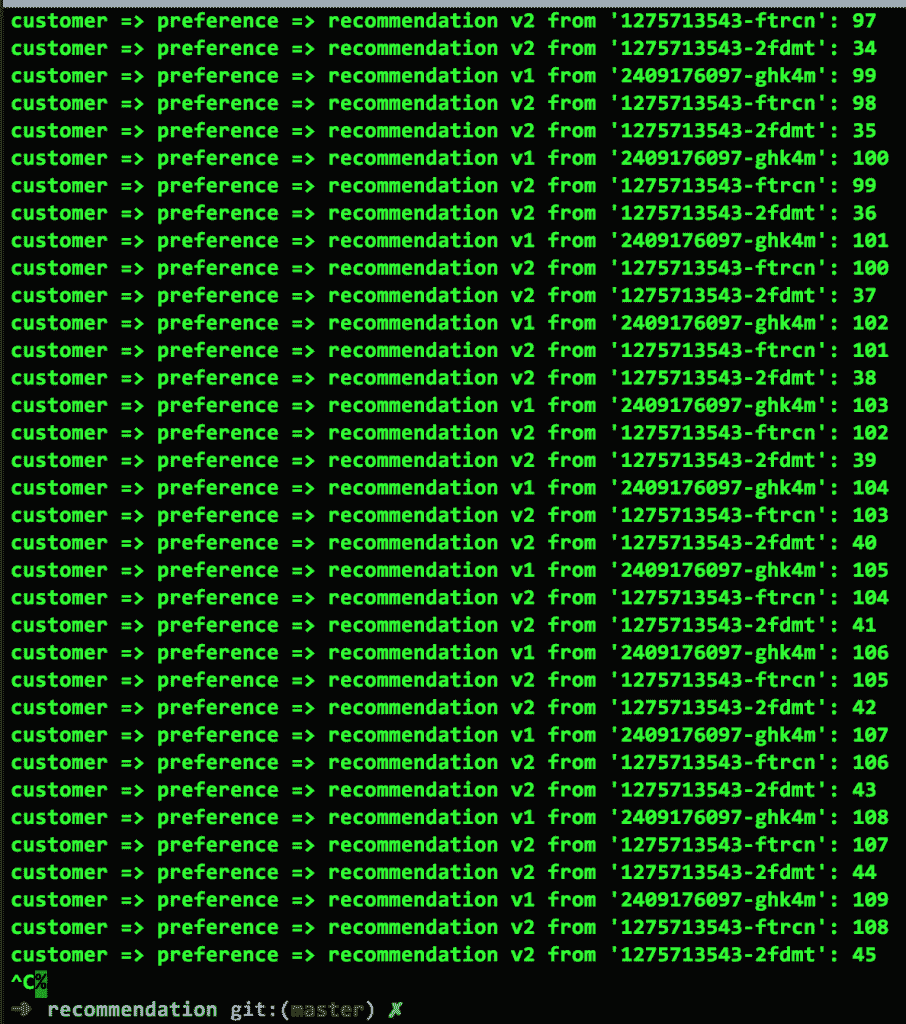 customer => preference => recommendation v2 from '1275713543-ftrcn': 97
customer => preference => recommendation v2 from '1275713543-2fdmt': 34
customer => preference => recommendation v1 from '2409176097-ghk4m': 99
customer => preference => recommendation v2 from '1275713543-ftrcn': 98
customer => preference => recommendation v2 from '1275713543-2fdmt': 35
customer => preference => recommendation v1 from '2409176097-ghk4m': 100
customer => preference => recommendation v2 from '1275713543-ftrcn': 99
customer => preference => recommendation v2 from '1275713543-2fdmt': 36
customer => preference => recommendation v1 from '2409176097-ghk4m': 101
customer => preference => recommendation v2 from '1275713543-ftrcn': 100
customer => preference => recommendation v2 from '1275713543-2fdmt': 37
customer => preference => recommendation v1 from '2409176097-ghk4m': 102
customer => preference => recommendation v2 from '1275713543-ftrcn': 101
customer => preference => recommendation v2 from '1275713543-2fdmt': 38
customer => preference => recommendation v1 from '2409176097-ghk4m': 103
customer => preference => recommendation v2 from '1275713543-ftrcn': 102
customer => preference => recommendation v2 from '1275713543-2fdmt': 39
customer => preference => recommendation v1 from '2409176097-ghk4m': 104
customer => preference => recommendation v2 from '1275713543-ftrcn': 103
customer => preference => recommendation v2 from '1275713543-2fdmt': 40
customer => preference => recommendation v1 from '2409176097-ghk4m': 105
customer => preference => recommendation v2 from '1275713543-ftrcn': 104
customer => preference => recommendation v2 from '1275713543-2fdmt': 41
customer => preference => recommendation v1 from '2409176097-ghk4m': 106
customer => preference => recommendation v2 from '1275713543-ftrcn': 105
customer => preference => recommendation v2 from '1275713543-2fdmt': 42
customer => preference => recommendation v1 from '2409176097-ghk4m': 107
customer => preference => recommendation v2 from '1275713543-ftrcn': 106
customer => preference => recommendation v2 from '1275713543-2fdmt': 43
customer => preference => recommendation v1 from '2409176097-ghk4m': 108
customer => preference => recommendation v2 from '1275713543-ftrcn': 107
customer => preference => recommendation v2 from '1275713543-2fdmt': 44
customer => preference => recommendation v1 from '2409176097-ghk4m': 109
customer => preference => recommendation v2 from '1275713543-ftrcn': 108
customer => preference => recommendation v2 from '1275713543-2fdmt': 45
^C%
➜ recommendation git:(master) ✗